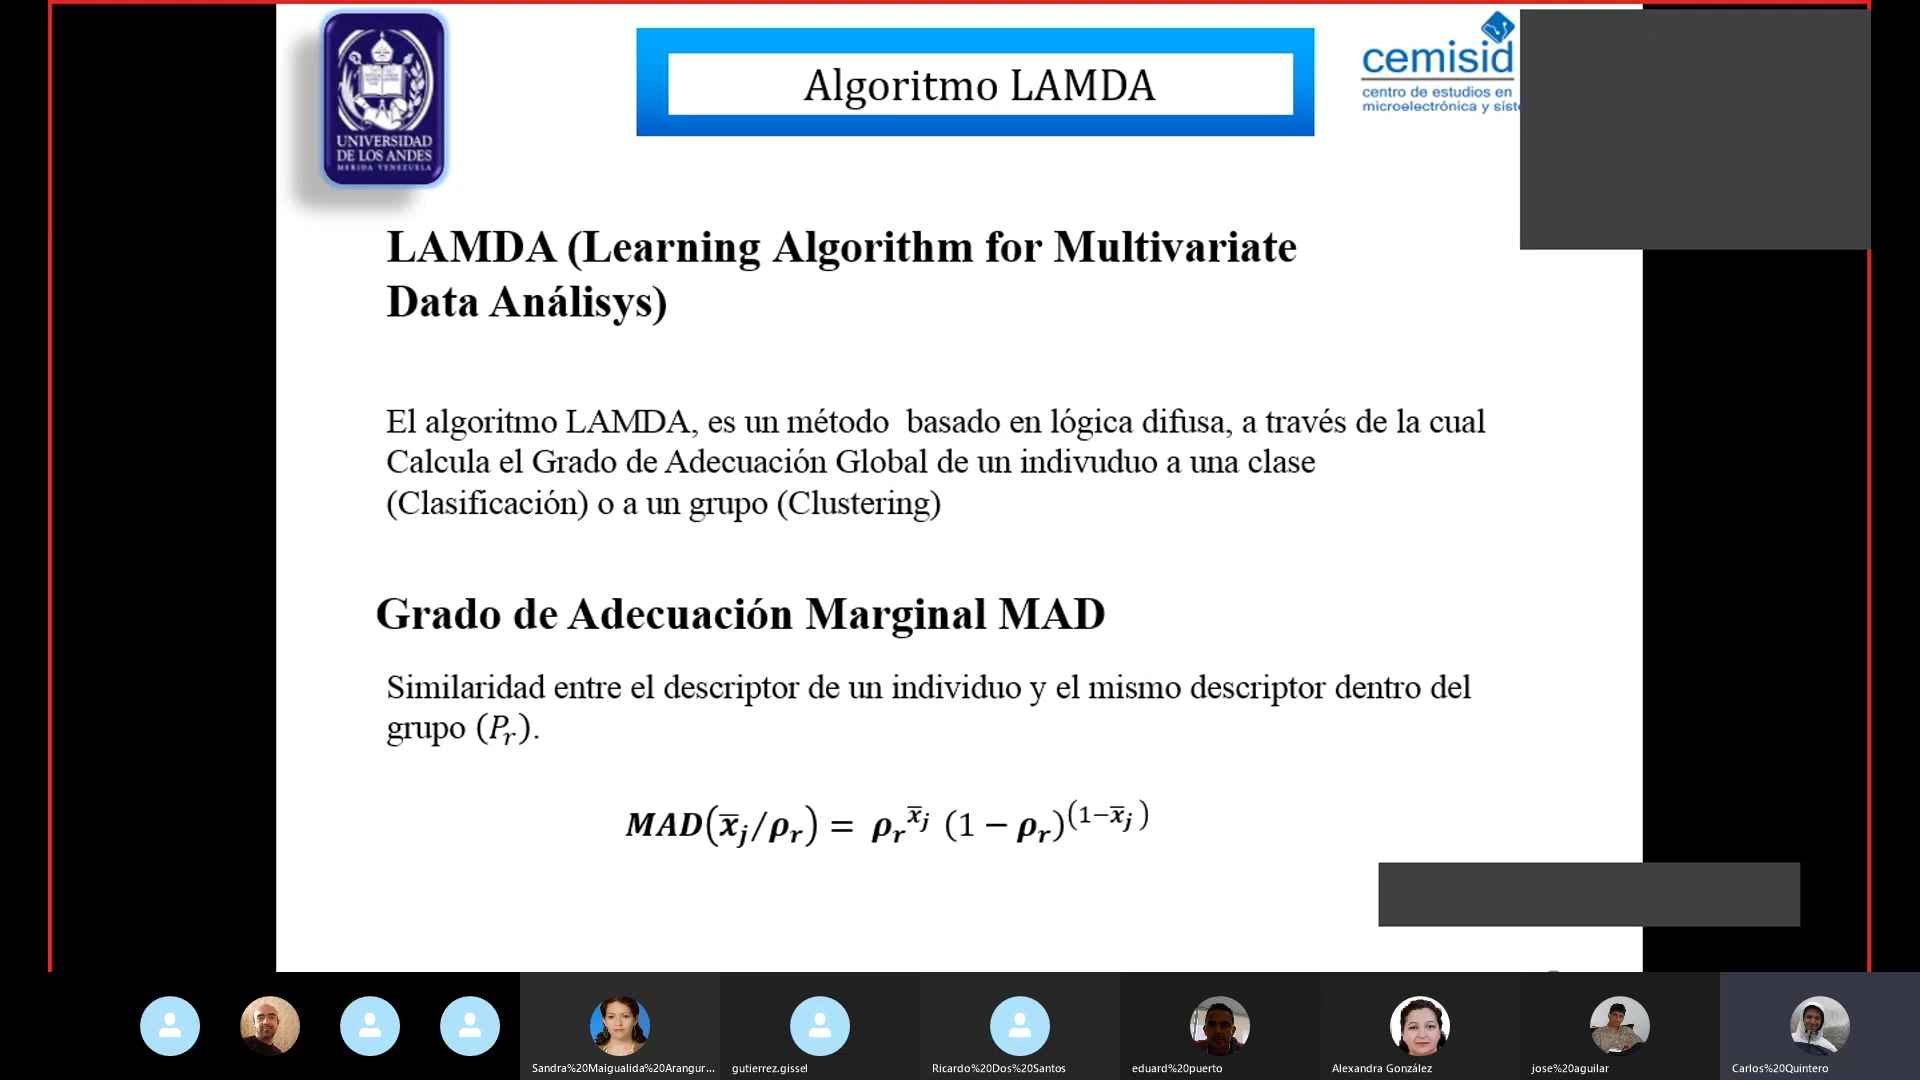 UNIVERSIDAD
DE LOS ANDES
MERIDA VENEZUELA
Algoritmo LAMDA
cemisid
centro de estudios en
microelectrónica y síst
LAMDA (Learning Algorithm for Multivariate
Data Análisys)
El algoritmo LAMDA, es un método  basado en lógica difusa, a través de la cual
Calcula el Grado de Adecuación Global de un indivuduo a una clase
(Clasificación) o a un grupo (Clustering)
Grado de Adecuación Marginal MAD
Similaridad entre el descriptor de un individuo y el mismo descriptor dentro del
grupo (P_r).
MAD(x̄_j/ρ_r) = ρ_r^{x̄_j} (1 − ρ_r)^{(1−x̄_j)}
Sandra%20Maigualida%20Arangur...
gutierrez.gissel
Ricardo%20Dos%20Santos
eduard%20puerto
Alexandra González
jose%20aguilar
Carlos%20Quintero